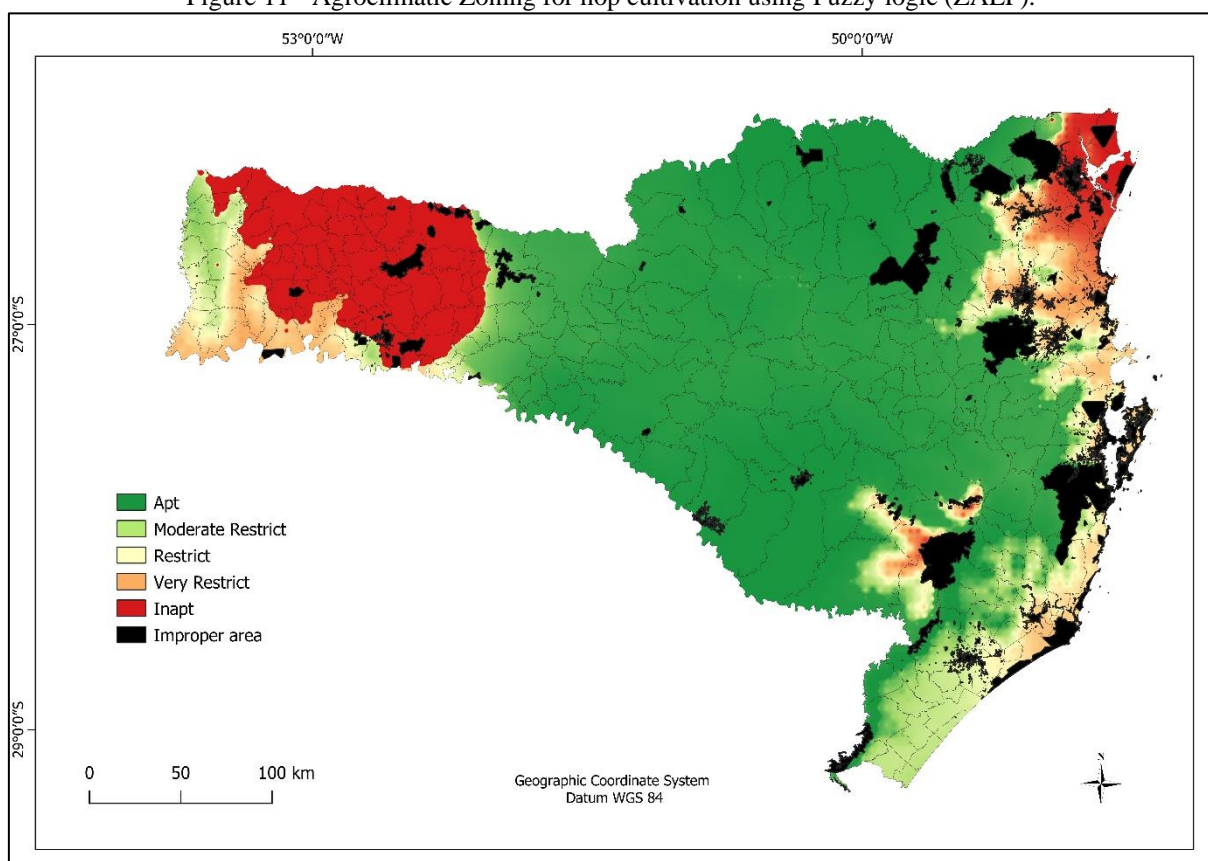 Figure 11 - Agroclimatic Zoning for hop cultivation using Fuzzy logic (ZALF).
53°0'0"W
50°0'0"W
27°0'0"S
Apt
Moderate Restrict
Restrict
Very Restrict
Inapt
Improper area
29°0'0"S
0 50 100 km
Geographic Coordinate System
Datum WGS 84
N